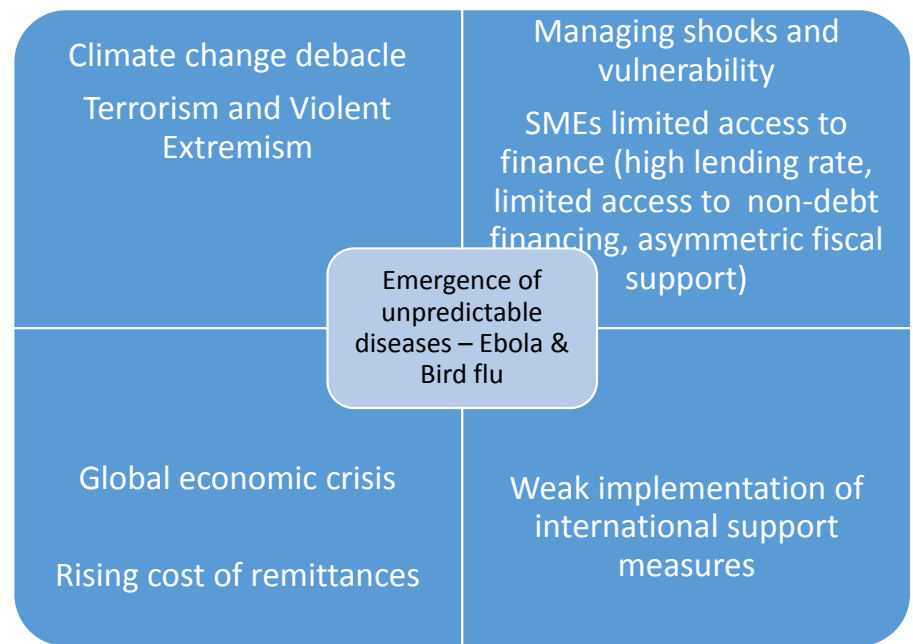 Climate change debacle
Terrorism and Violent
Extremism
Managing shocks and
vulnerability
SMEs limited access to
finance (high lending rate,
limited access to  non-debt
financing, asymmetric fiscal
support)
Emergence of
unpredictable
diseases – Ebola &
Bird flu
Global economic crisis
Rising cost of remittances
Weak implementation of
international support
measures